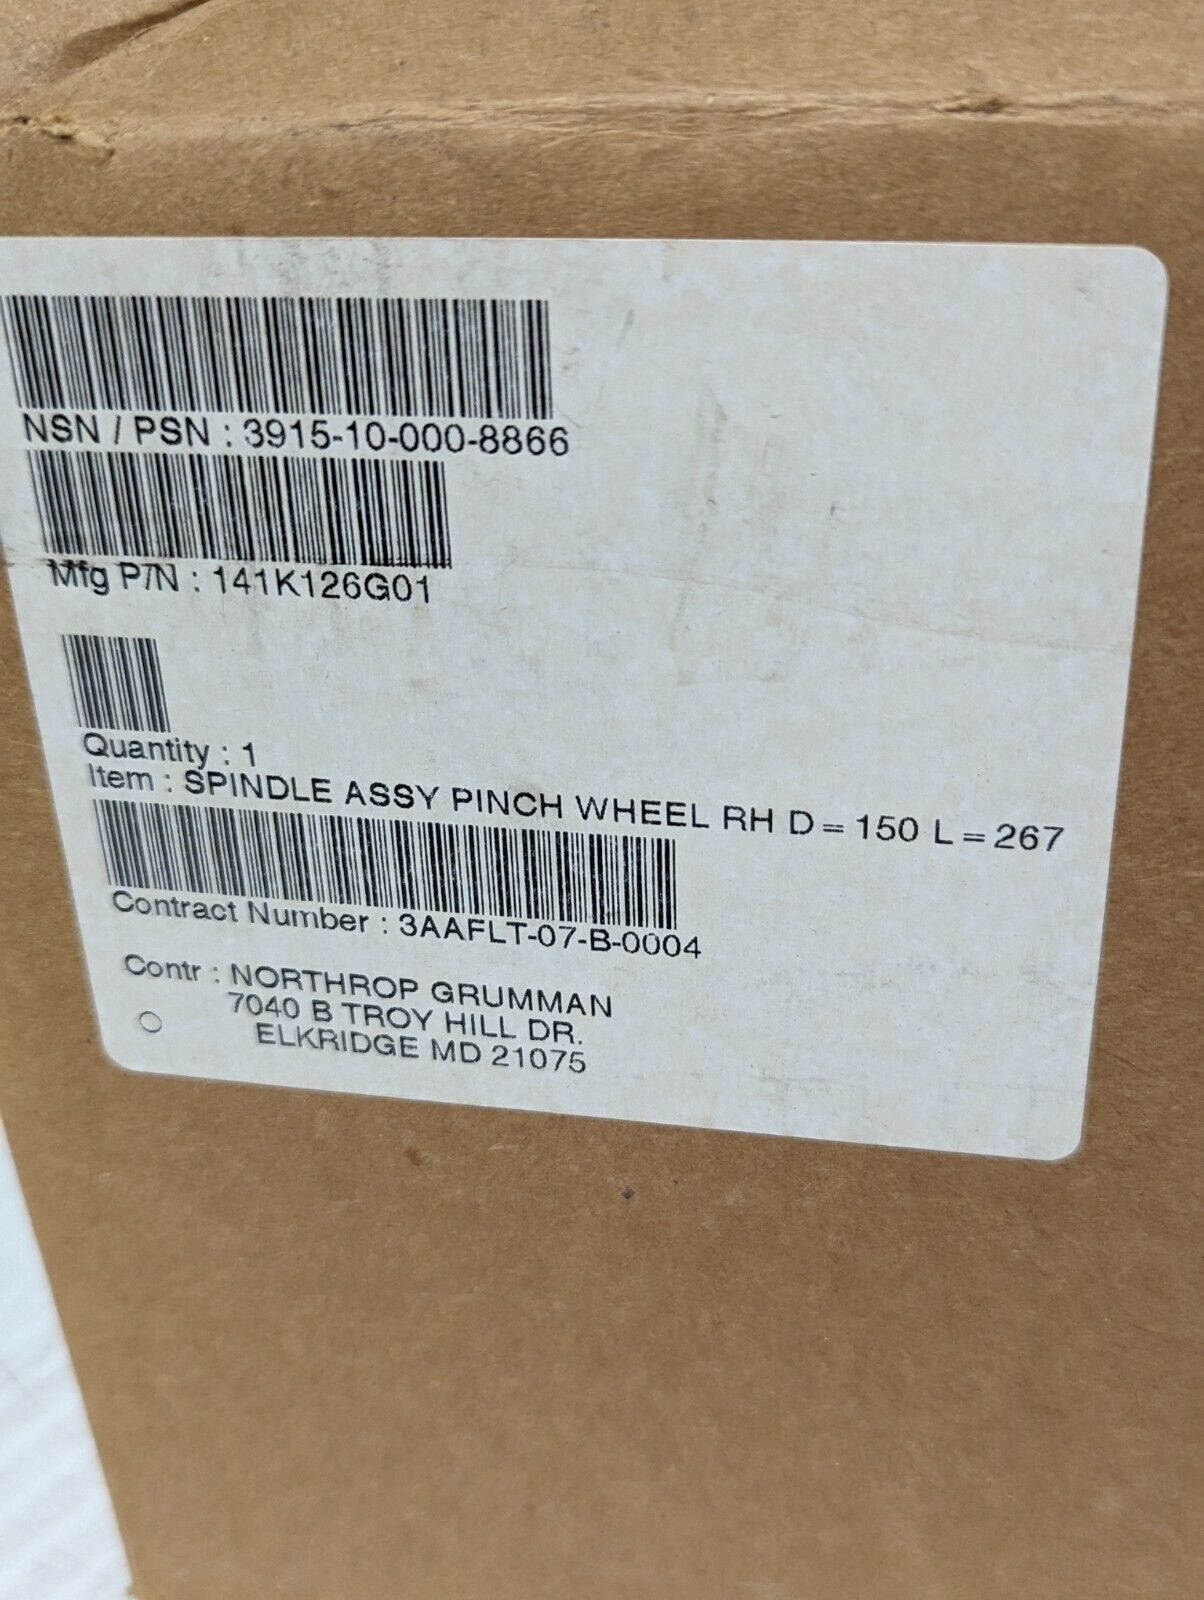 NSN / PSN : 3915-10-000-8866
Mfg P/N : 141K126G01
Quantity : 1
Item : SPINDLE ASSY PINCH WHEEL RH D = 150 L = 267
Contract Number : 3AAFLT-07-B-0004
Contr : NORTHROP GRUMMAN
7040 B TROY HILL DR.
ELKRIDGE MD 21075